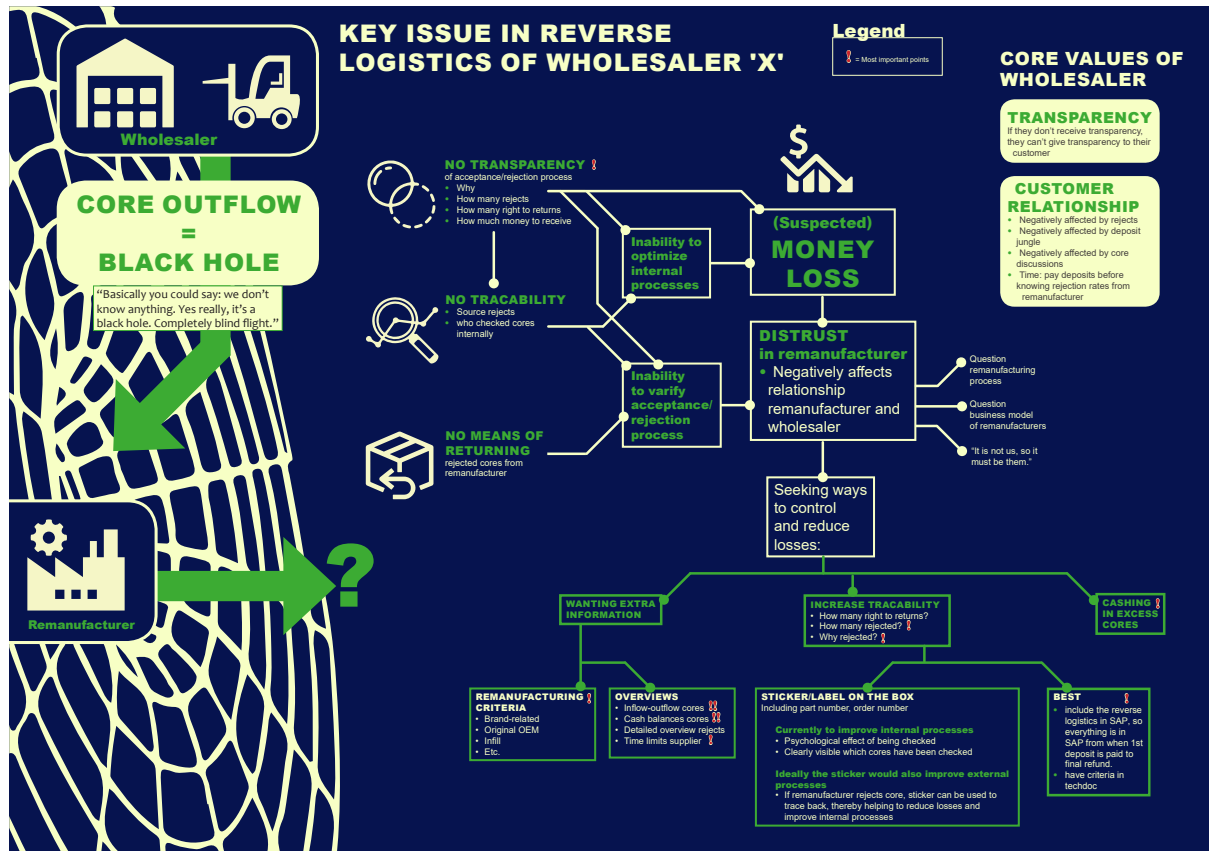 KEY ISSUE IN REVERSE
LOGISTICS OF WHOLESALER 'X'
Legend
! = Most important points
CORE VALUES OF
WHOLESALER
TRANSPARENCY
If they don't receive transparency,
they can't give transparency to their
customer
CUSTOMER
RELATIONSHIP
• Negatively affected by rejects
• Negatively affected by deposit
jungle
• Negatively affected by core
discussions
• Time: pay deposits before
knowing rejection rates from
remanufacturer
Wholesaler
CORE OUTFLOW
=
BLACK HOLE
“Basically you could say: we don’t
know anything. Yes really, it’s a
black hole. Completely blind flight.”
Remanufacturer
?
NO TRANSPARENCY !
of acceptance/rejection process
• Why
• How many rejects
• How many right to returns
• How much money to receive
NO TRACABILITY
• Source rejects
• who checked cores
internally
NO MEANS OF
RETURNING
rejected cores from
remanufacturer
Inability to
optimize
internal
processes
Inability
to varify
acceptance/
rejection
process
$
(Suspected)
MONEY
LOSS
DISTRUST
in remanufacturer
• Negatively affects
relationship
remanufacturer and
wholesaler
Question
remanufacturing
process
Question
business model
of remanufacturers
“It is not us, so it
must be them.”
Seeking ways
to control
and reduce
losses:
WANTING EXTRA
INFORMATION
INCREASE TRACABILITY
• How many right to returns?
• How many rejected? !
• Why rejected? !
CASHING !
IN EXCESS
CORES
REMANUFACTURING !
CRITERIA
• Brand-related
• Original OEM
• Infill
• Etc.
OVERVIEWS
• Inflow-outflow cores !!
• Cash balances cores !!
• Detailed overview rejects
• Time limits supplier !
STICKER/LABEL ON THE BOX
Including part number, order number
Currently to improve internal processes
• Psychological effect of being checked
• Clearly visible which cores have been checked
Ideally the sticker would also improve external
processes
• If remanufacturer rejects core, sticker can be used to
trace back, thereby helping to reduce losses and
improve internal processes
BEST !
• include the reverse
logistics in SAP, so
everything is in
SAP from when 1st
deposit is paid to
final refund.
• have criteria in
techdoc